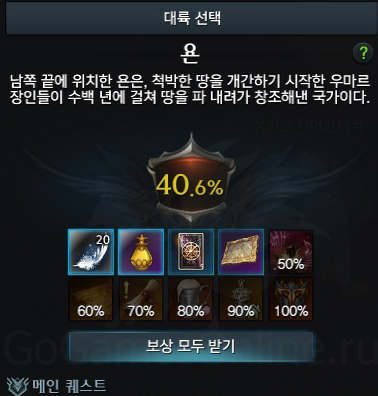 대륙 선택
욘
?
남쪽 끝에 위치한 욘은, 척박한 땅을 개간하기 시작한 우마르
장인들이 수백 년에 걸쳐 땅을 파 내려가 창조해낸 국가이다.
40.6%
20
50%
60% 70% 80% 90% 100%
보상 모두 받기
메인 퀘스트